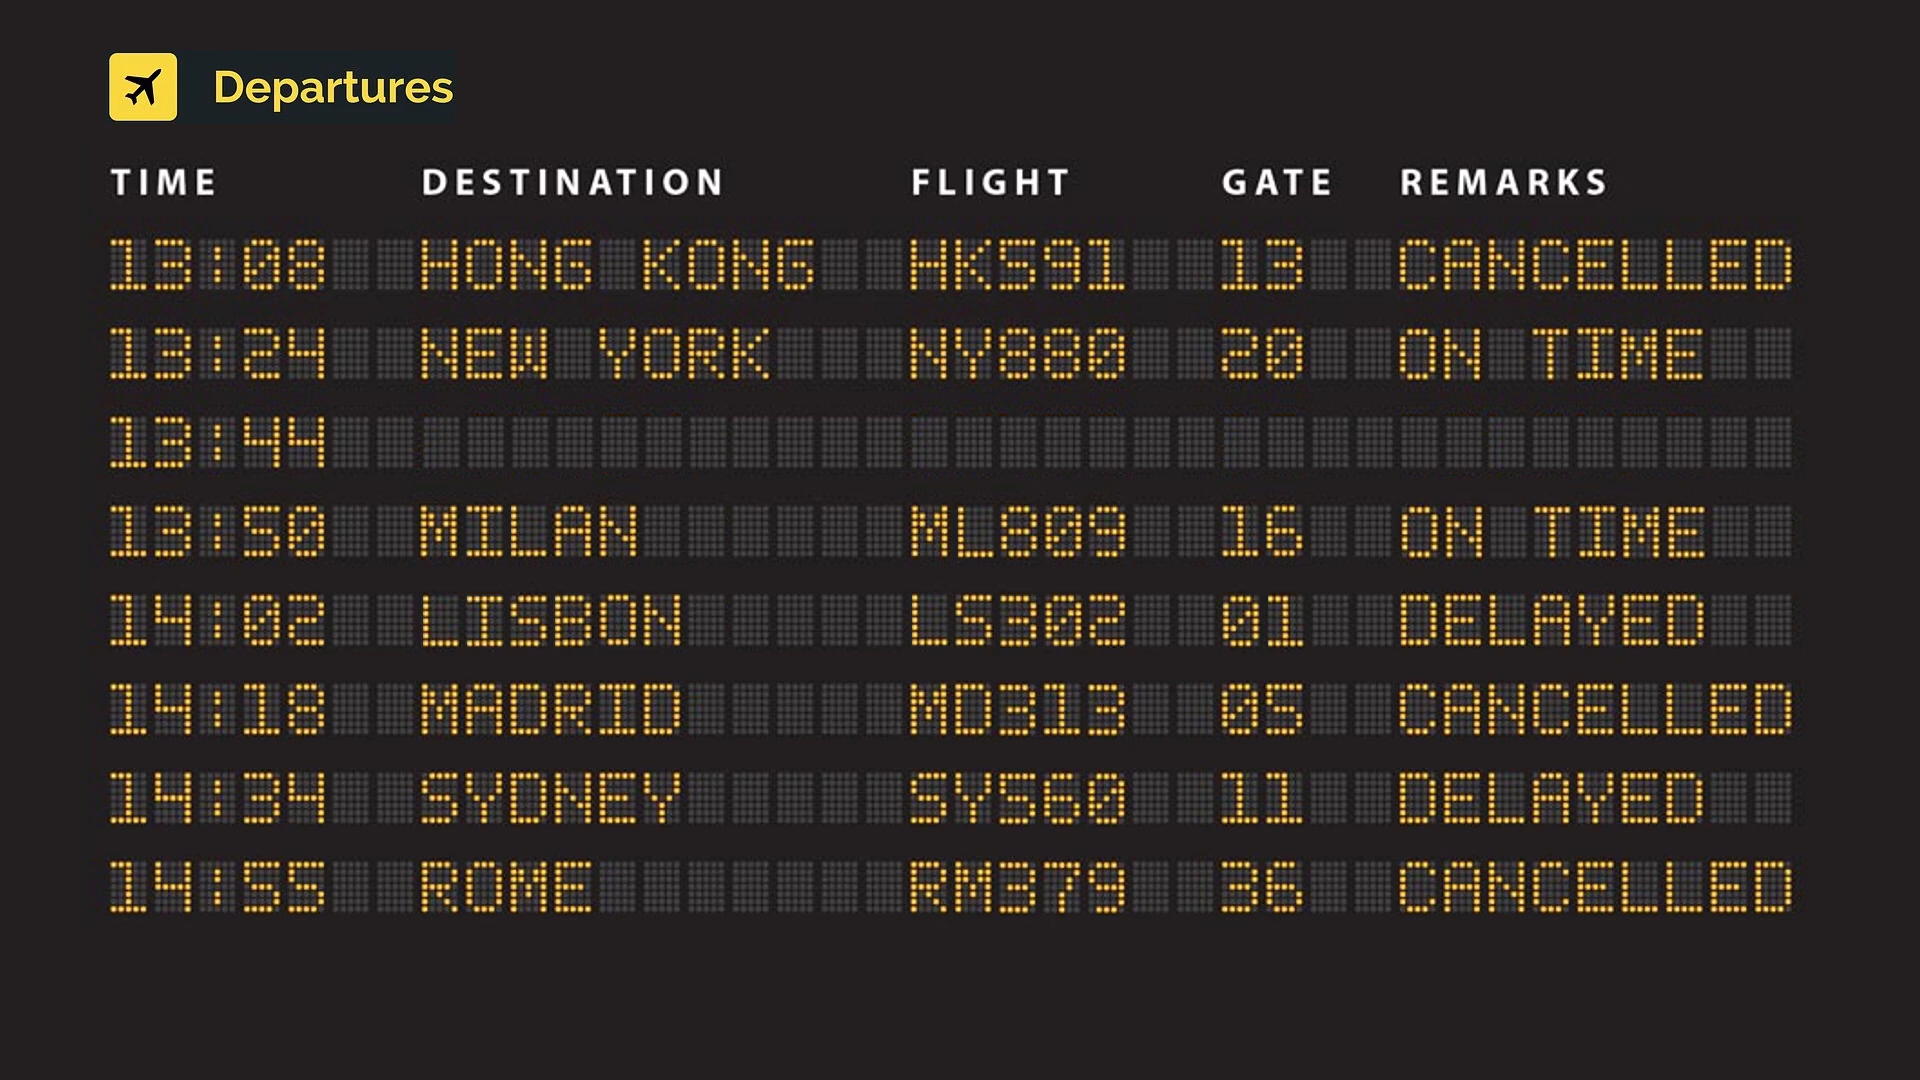 Departures
TIME DESTINATION FLIGHT GATE REMARKS
13:08 HONG KONG HK591 13 CANCELLED
13:24 NEW YORK NY880 20 ON TIME
13:44
13:50 MILAN ML809 16 ON TIME
14:02 LISBON LS302 01 DELAYED
14:18 MADRID MD313 05 CANCELLED
14:34 SYDNEY SY560 11 DELAYED
14:55 ROME RM379 36 CANCELLED